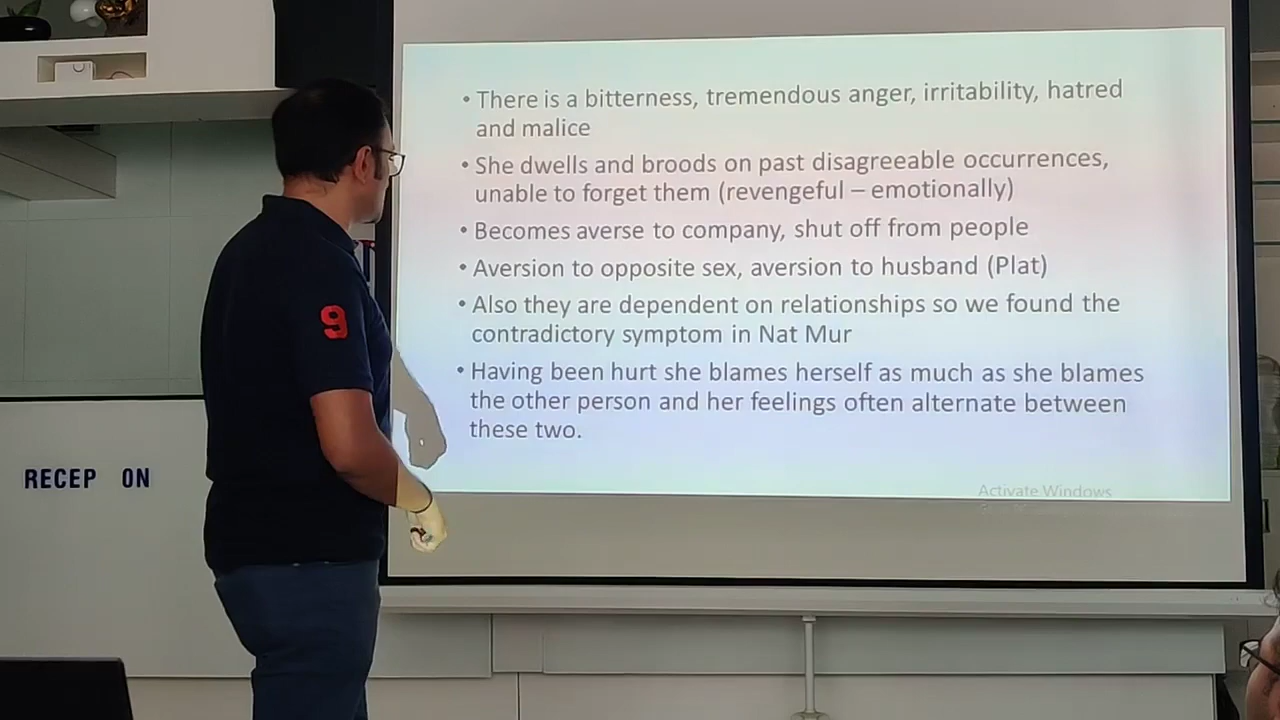 • There is a bitterness, tremendous anger, irritability, hatred
and malice
• She dwells and broods on past disagreeable occurrences,
unable to forget them (revengeful – emotionally)
• Becomes averse to company, shut off from people
• Aversion to opposite sex, aversion to husband (Plat)
• Also they are dependent on relationships so we found the
contradictory symptom in Nat Mur
• Having been hurt she blames herself as much as she blames
the other person and her feelings often alternate between
these two.
Activate Windows
9
RECEP ON